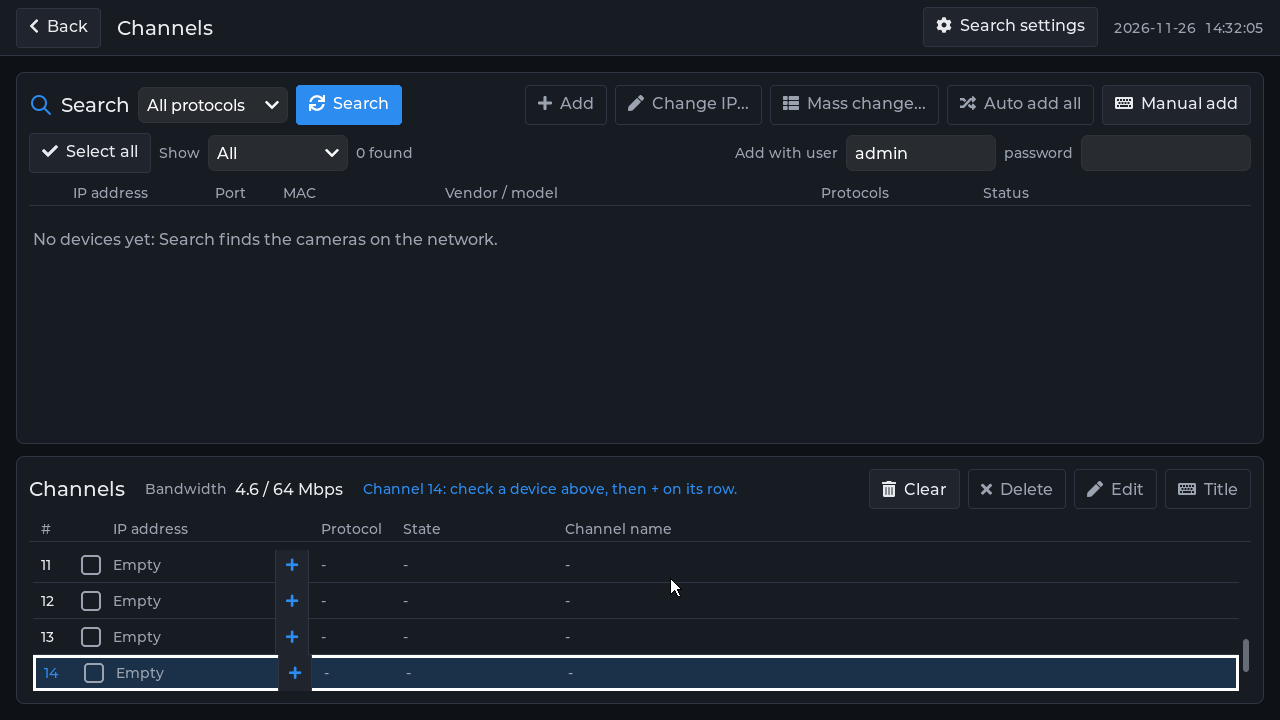 Back Channels Search settings 2026-11-26 14:32:05
Search All protocols Search Add Change IP... Mass change... Auto add all Manual add
Select all Show All 0 found Add with user admin password
IP address Port MAC Vendor / model Protocols Status
No devices yet: Search finds the cameras on the network.
Channels Bandwidth 4.6 / 64 Mbps Channel 14: check a device above, then + on its row. Clear Delete Edit Title
# IP address Protocol State Channel name
11 Empty + - - -
12 Empty + - - -
13 Empty + - - -
14 Empty + - - -